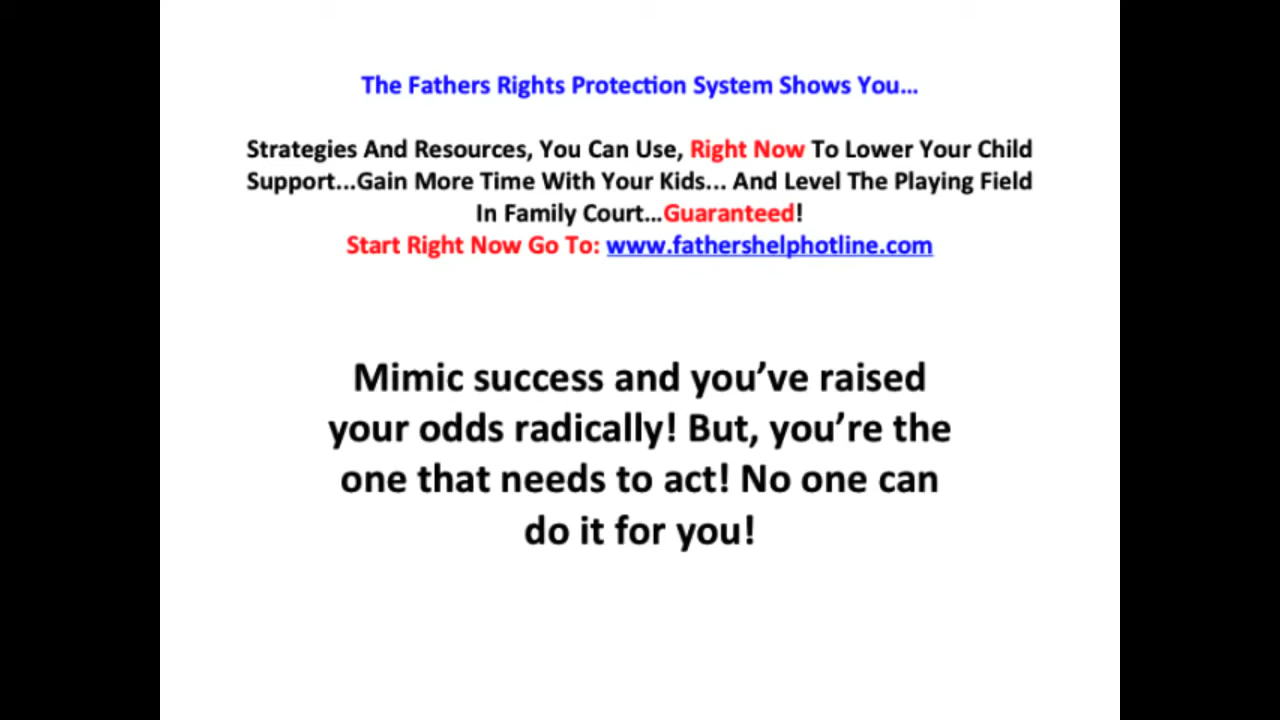 The Fathers Rights Protection System Shows You…
Strategies And Resources, You Can Use, Right Now To Lower Your Child
Support...Gain More Time With Your Kids... And Level The Playing Field
In Family Court…Guaranteed!
Start Right Now Go To: www.fathershelphotline.com
Mimic success and you’ve raised
your odds radically! But, you’re the
one that needs to act! No one can
do it for you!